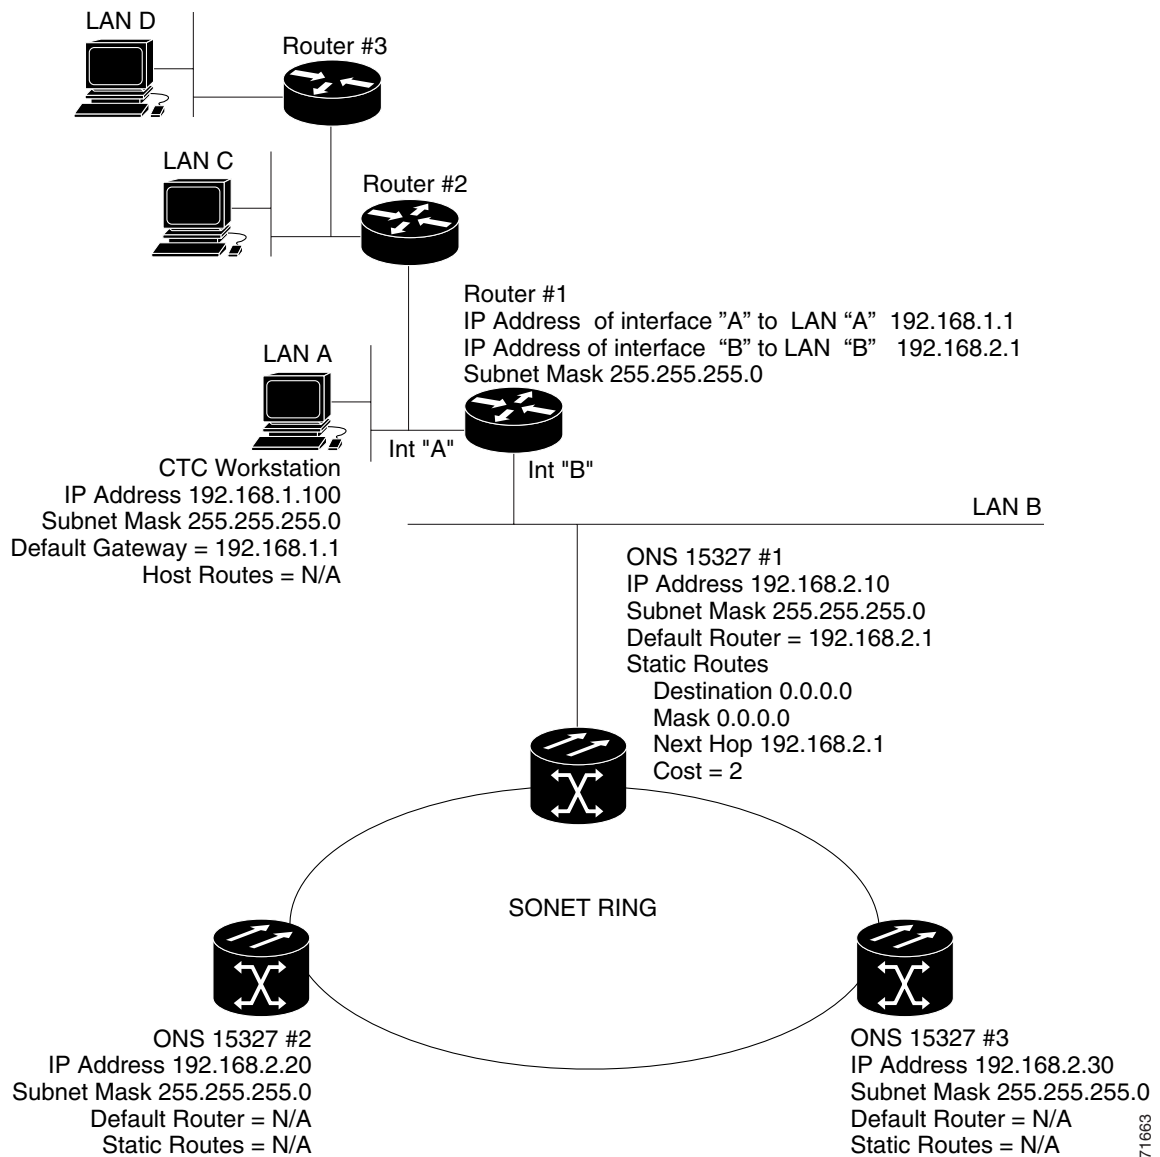 LAN D
Router #3
LAN C
Router #2
Router #1
IP Address of interface ”A” to LAN “A” 192.168.1.1
IP Address of interface “B” to LAN “B” 192.168.2.1
Subnet Mask 255.255.255.0
LAN A
Int "A"
Int "B"
CTC Workstation
IP Address 192.168.1.100
Subnet Mask 255.255.255.0
Default Gateway = 192.168.1.1
Host Routes = N/A
LAN B
ONS 15327 #1
IP Address 192.168.2.10
Subnet Mask 255.255.255.0
Default Router = 192.168.2.1
Static Routes
Destination 0.0.0.0
Mask 0.0.0.0
Next Hop 192.168.2.1
Cost = 2
SONET RING
ONS 15327 #2
IP Address 192.168.2.20
Subnet Mask 255.255.255.0
Default Router = N/A
Static Routes = N/A
ONS 15327 #3
IP Address 192.168.2.30
Subnet Mask 255.255.255.0
Default Router = N/A
Static Routes = N/A
71663